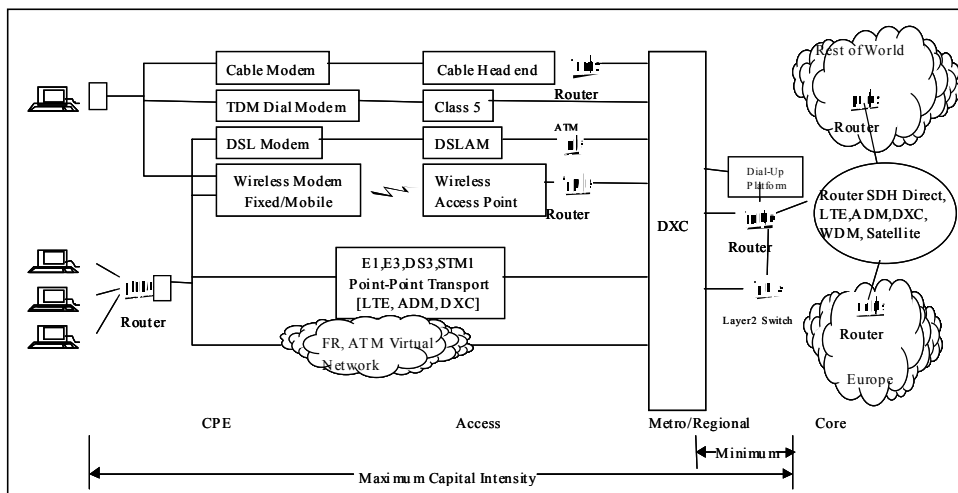 Rest of World
Cable Modem
Cable Head end
Router
TDM Dial Modem
Class 5
Router
ATM
DSL Modem
DSLAM
Wireless Modem
Fixed/Mobile
Wireless
Access Point
Router
Dial-Up
Platform
DXC
Router
Router SDH Direct,
LTE,ADM,DXC,
WDM, Satellite
E1,E3,DS3,STM1
Point-Point Transport
[LTE, ADM, DXC]
Router
Layer2 Switch
Router
FR, ATM Virtual
Network
Europe
CPE
Access
Metro/Regional
Core
Minimum
Maximum Capital Intensity